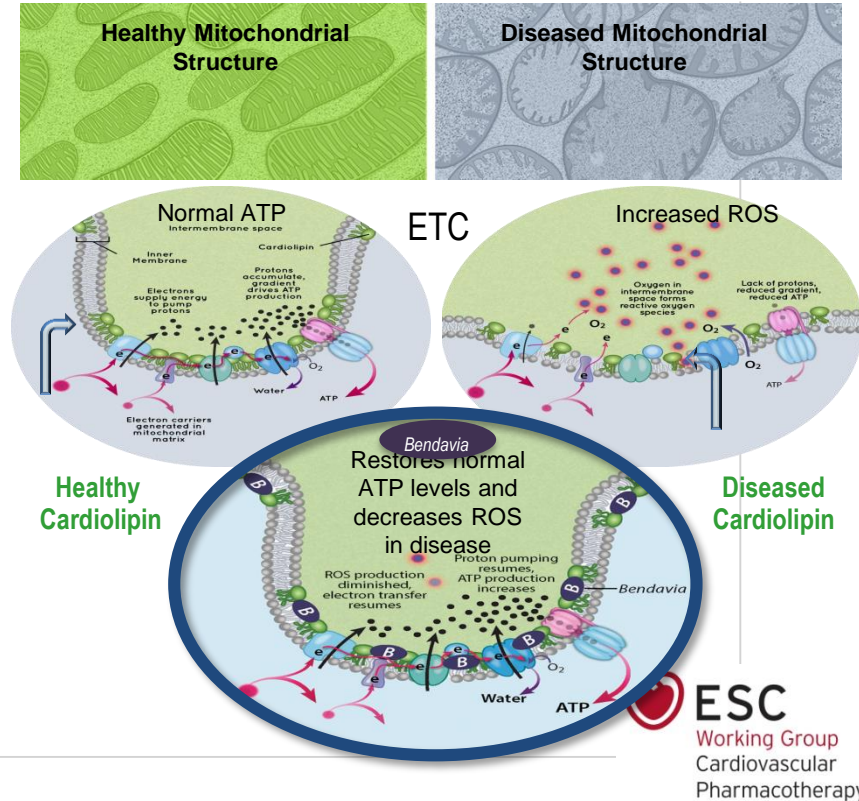 Healthy Mitochondrial
Structure
Diseased Mitochondrial
Structure
Normal ATP
Intermembrane space
Cardiolipin
Inner
Membrane
Electrons
supply energy
to pump
protons
Protons
accumulate,
gradient
drives ATP
production
e
e
e
e
O2
Water
ATP
Electron carriers
generated in
mitochondrial
matrix
ETC
Increased ROS
Oxygen in
intermembrane
space forms
reactive oxygen
species
Lack of protons,
reduced gradient,
reduced ATP
e
e
e
e
O2
O2
O2
ATP
Healthy
Cardiolipin
Diseased
Cardiolipin
Bendavia
Restores normal
ATP levels and
decreases ROS
in disease
ROS production
diminished,
electron transfer
resumes
Proton pumping
resumes,
ATP production
increases
Bendavia
B
B
B
B
B
B
B
e
e
e
e
O2
Water
ATP
ESC
Working Group
Cardiovascular
Pharmacotherapy